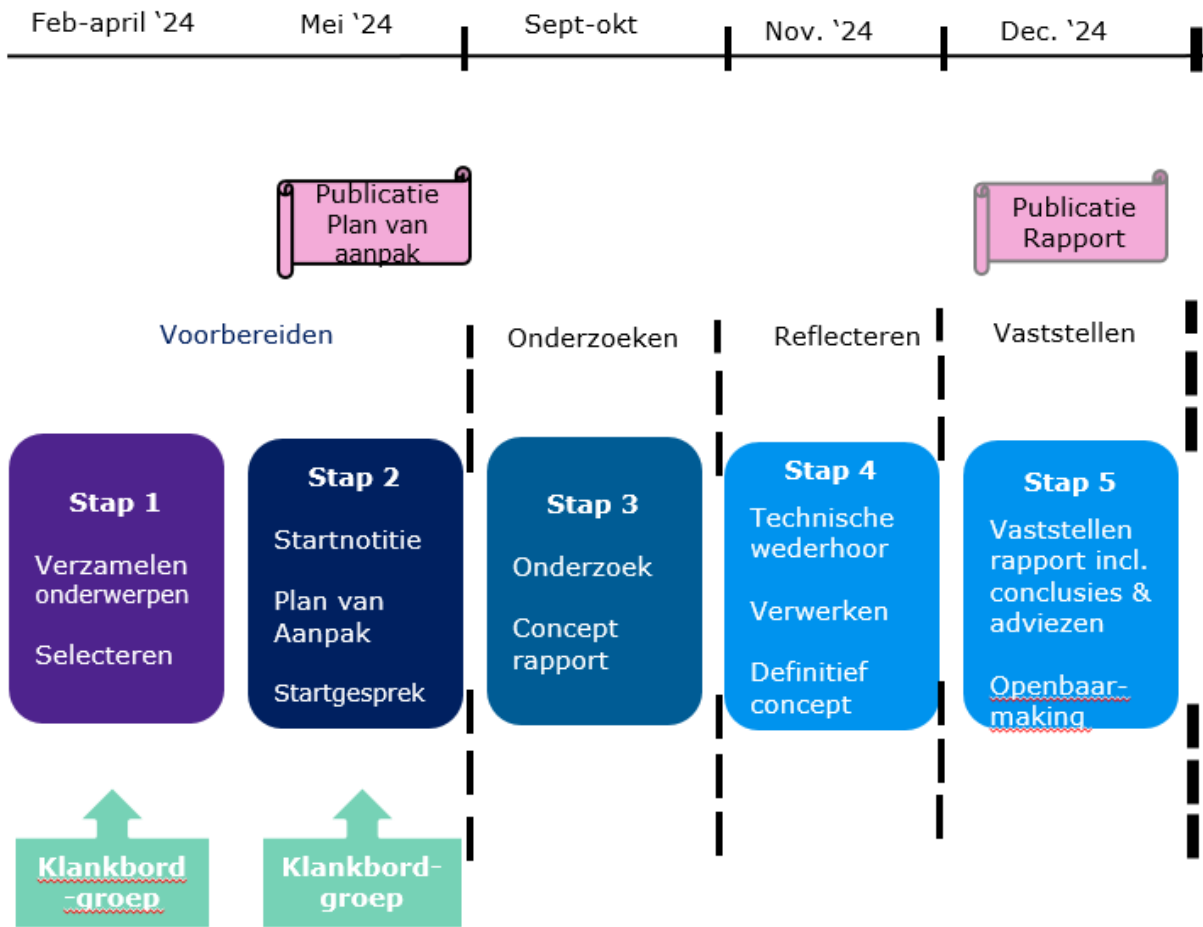 Feb-april ‘24
Mei ‘24
Sept-okt
Nov. ‘24
Dec. ‘24
Publicatie
Plan van
aanpak
Publicatie
Rapport
Voorbereiden
Onderzoeken
Reflecteren
Vaststellen
Stap 1
Verzamelen
onderwerpen
Selecteren
Stap 2
Startnotitie
Plan van
Aanpak
Startgesprek
Stap 3
Onderzoek
Concept
rapport
Stap 4
Technische
wederhoor
Verwerken
Definitief
concept
Stap 5
Vaststellen
rapport incl.
conclusies &
adviezen
Openbaar-
making
Klankbord
-groep
Klankbord-
groep